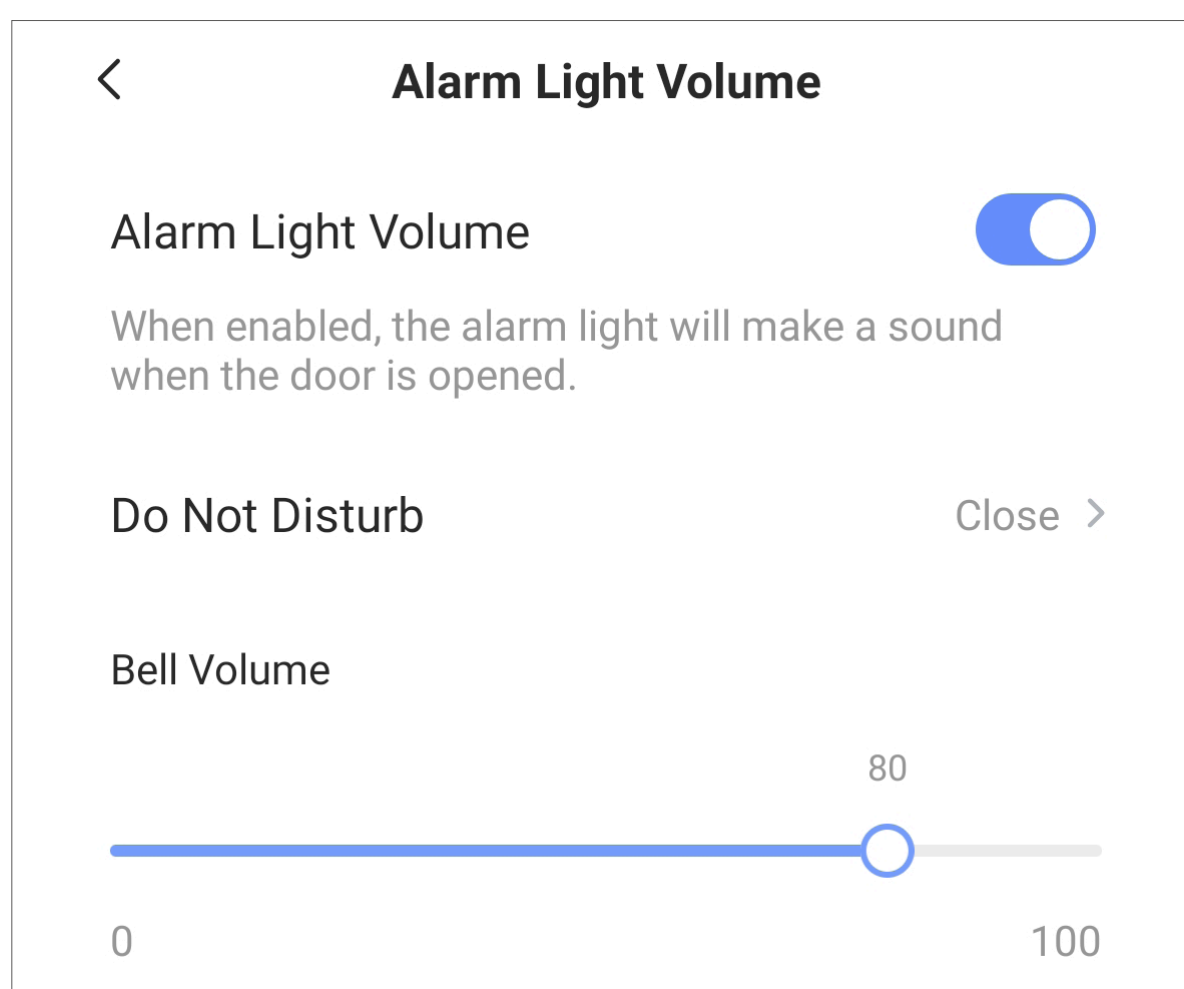 Alarm Light Volume
Alarm Light Volume
When enabled, the alarm light will make a sound
when the door is opened.
Do Not Disturb Close
Bell Volume
80
0 100